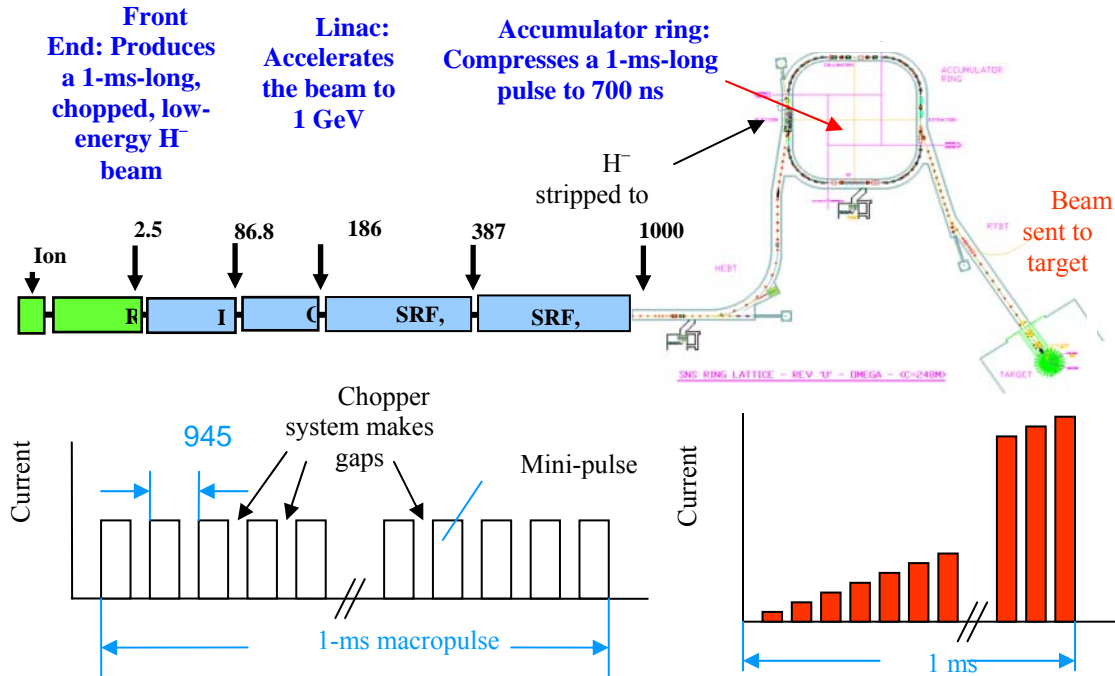 Front
End: Produces
a 1-ms-long,
chopped, low-
energy H⁻
beam
Linac:
Accelerates
the beam to
1 GeV
Accumulator ring:
Compresses a 1-ms-long
pulse to 700 ns
ACCUMULATOR
RING
H⁻
stripped to
Beam
sent to
target
RTBT
HEBT
TARGET
Ion
2.5
86.8
186
387
1000
R
I
C
SRF,
SRF,
SNS RING LATTICE - REV 'U' - OMEGA - <C=248M>
Current
945
Chopper
system makes
gaps
Mini-pulse
1-ms macropulse
Current
1 ms